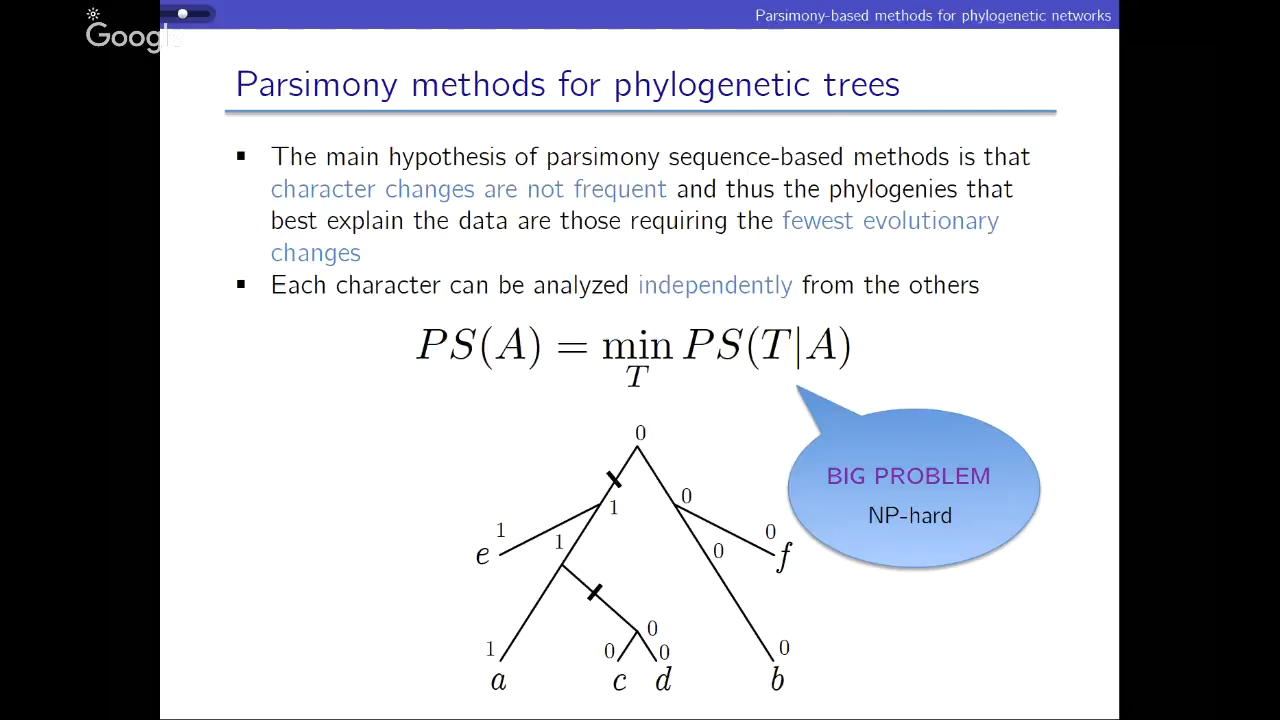 Parsimony-based methods for phylogenetic networks
Google
Parsimony methods for phylogenetic trees
▪ The main hypothesis of parsimony sequence-based methods is that
character changes are not frequent and thus the phylogenies that
best explain the data are those requiring the fewest evolutionary
changes
▪ Each character can be analyzed independently from the others
PS(A) = min PS(T|A)
T
BIG PROBLEM
NP-hard
0
1
0
1
e
1
0
0
f
1
a
0
0
c
0
d
0
b